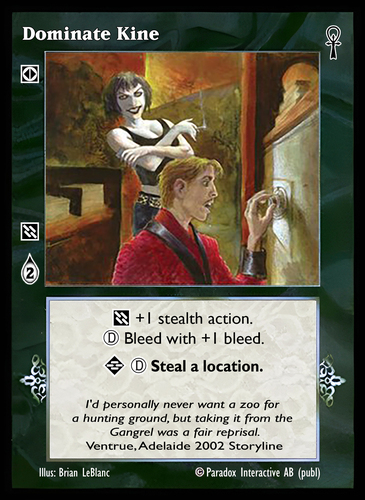 Dominate Kine
2
+1 stealth action.
D Bleed with +1 bleed.
D Steal a location.
I'd personally never want a zoo for
a hunting ground, but taking it from the
Gangrel was a fair reprisal.
Ventrue, Adelaide 2002 Storyline
Illus: Brian LeBlanc © Paradox Interactive AB (publ)